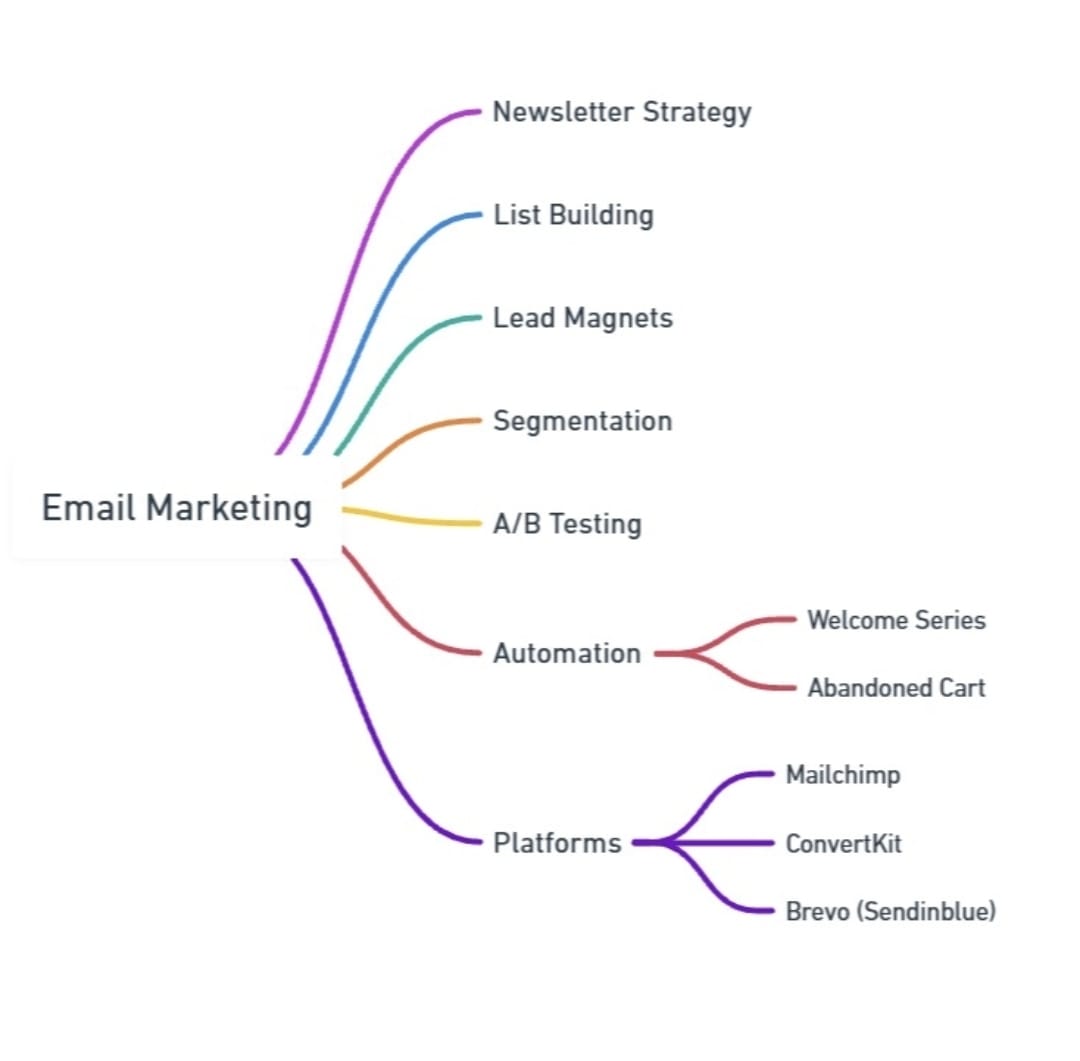 Newsletter Strategy
List Building
Lead Magnets
Segmentation
Email Marketing
A/B Testing
Automation
Welcome Series
Abandoned Cart
Platforms
Mailchimp
ConvertKit
Brevo (Sendinblue)